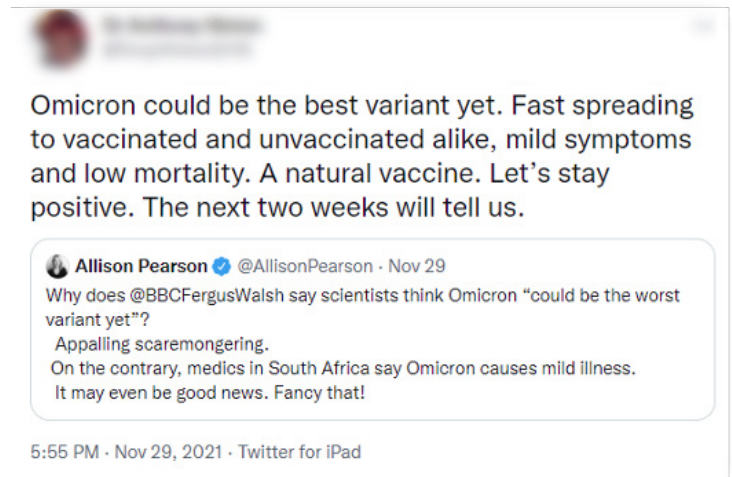 Omicron could be the best variant yet. Fast spreading
to vaccinated and unvaccinated alike, mild symptoms
and low mortality. A natural vaccine. Let’s stay
positive. The next two weeks will tell us.
Allison Pearson @AllisonPearson · Nov 29
Why does @BBCFergusWalsh say scientists think Omicron “could be the worst
variant yet”?
Appalling scaremongering.
On the contrary, medics in South Africa say Omicron causes mild illness.
It may even be good news. Fancy that!
5:55 PM · Nov 29, 2021 · Twitter for iPad